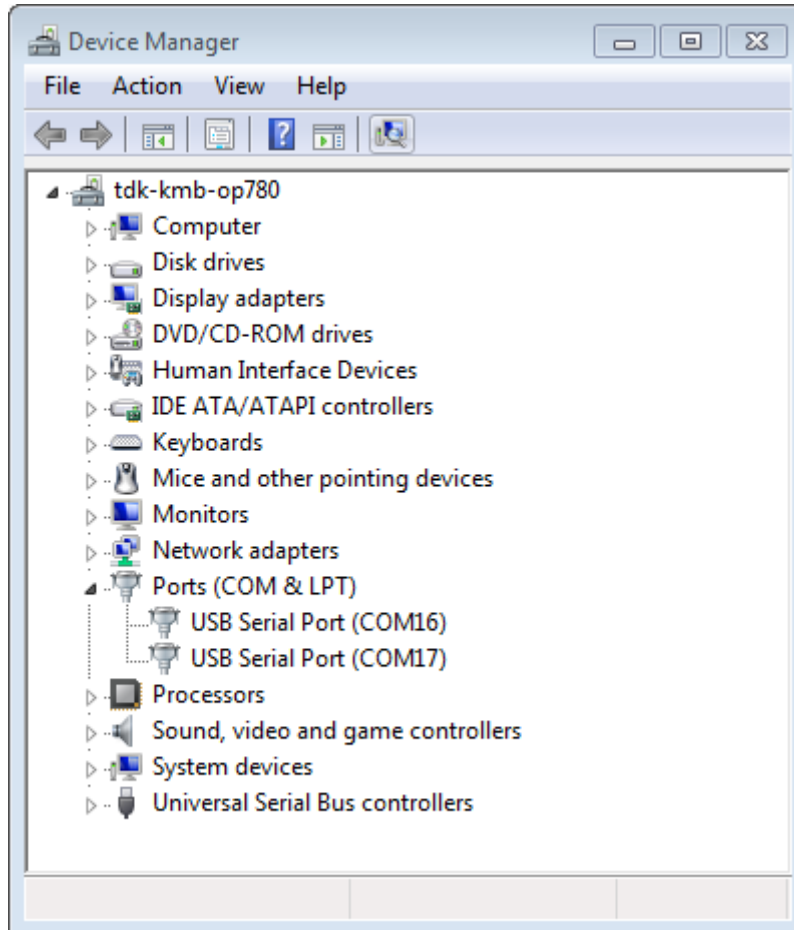 Device Manager
File Action View Help
tdk-kmb-op780
Computer
Disk drives
Display adapters
DVD/CD-ROM drives
Human Interface Devices
IDE ATA/ATAPI controllers
Keyboards
Mice and other pointing devices
Monitors
Network adapters
Ports (COM & LPT)
USB Serial Port (COM16)
USB Serial Port (COM17)
Processors
Sound, video and game controllers
System devices
Universal Serial Bus controllers